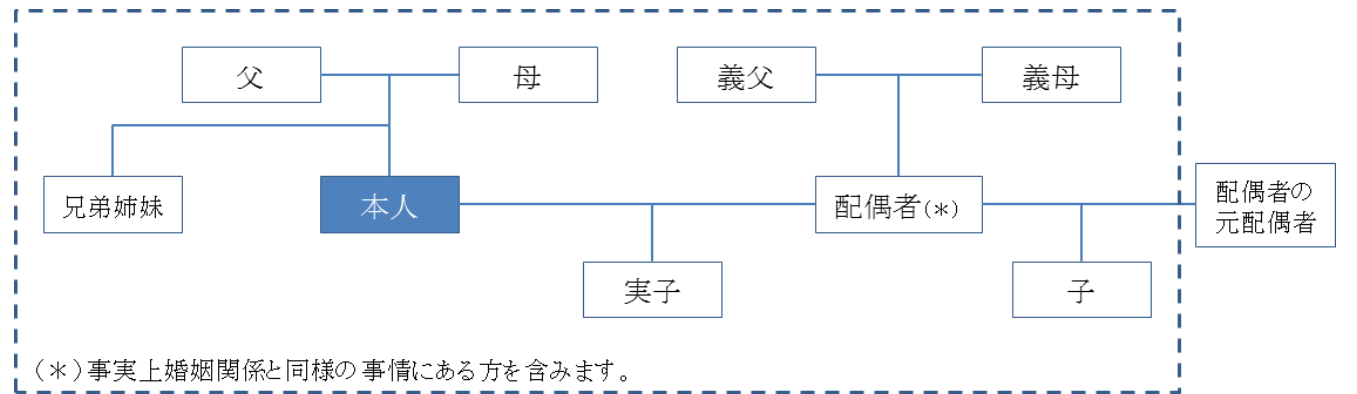 父
母
義父
義母
兄弟姉妹
本人
配偶者(*)
配偶者の
元配偶者
実子
子
(*)事実上婚姻関係と同様の事情にある方を含みます。